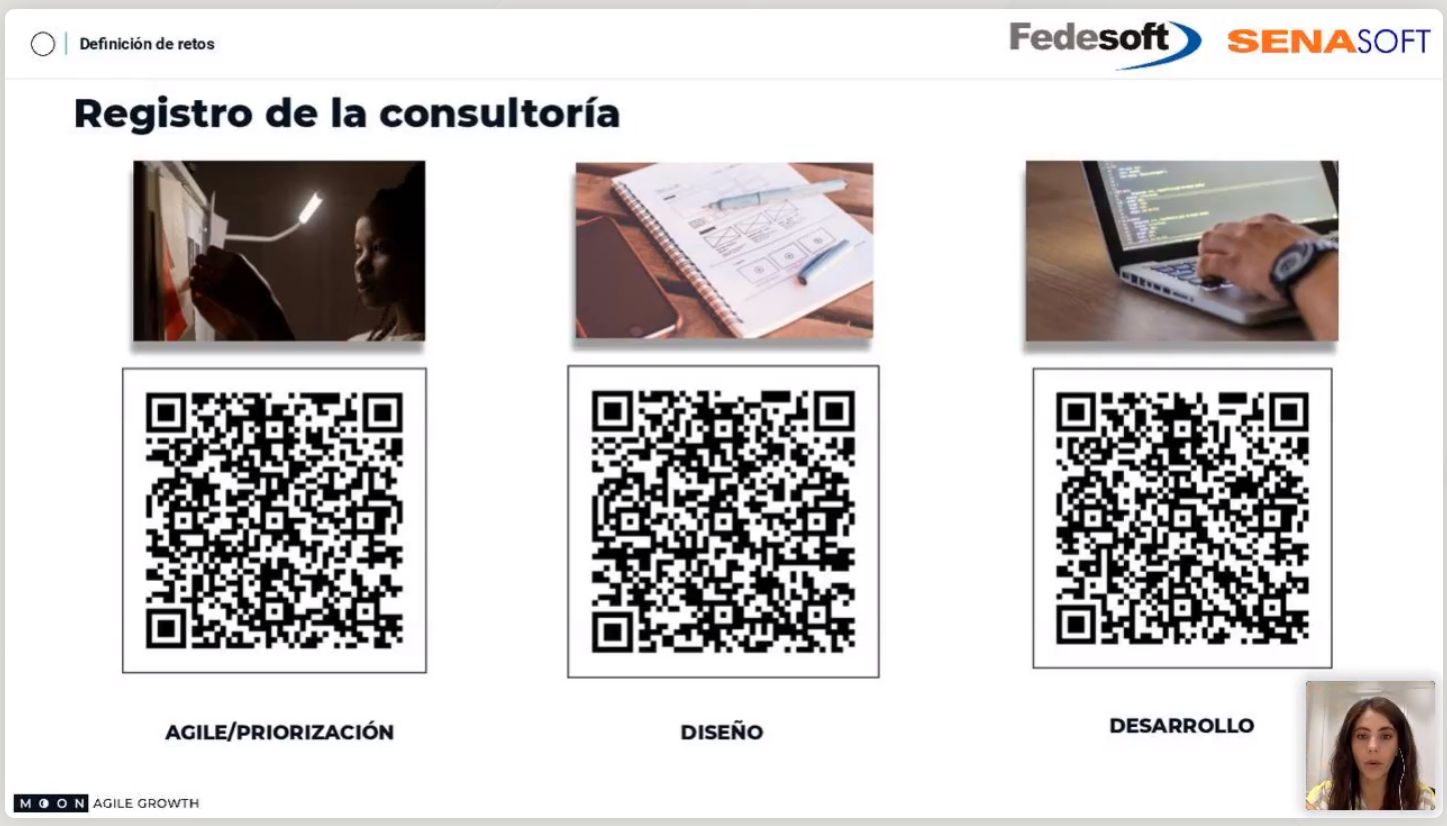 Definición de retos
Fedesoft SENASOFT
Registro de la consultoría
AGILE/PRIORIZACIÓN
DISEÑO
DESARROLLO
MOON AGILE GROWTH